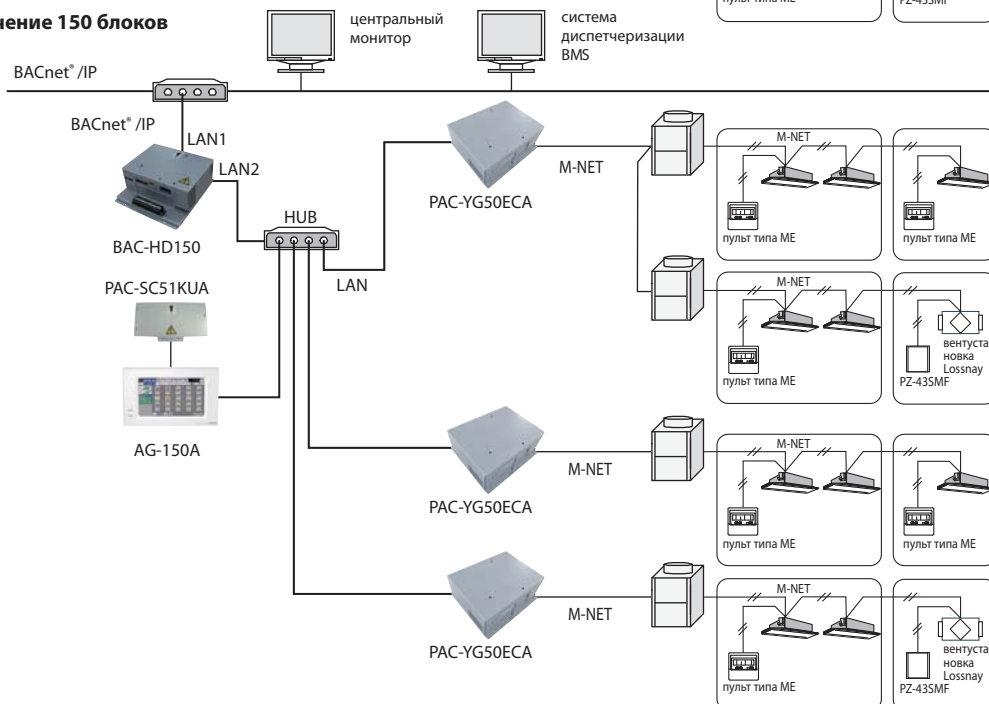 пульт типа ME
PZ-43SMF
чение 150 блоков
центральный
монитор
система
диспетчеризации
BMS
BACnet® /IP
BACnet® /IP
LAN1
LAN2
BAC-HD150
HUB
LAN
PAC-SC51KUA
AG-150A
PAC-YG50ECA
M-NET
M-NET
пульт типа ME
пульт типа ME
M-NET
пульт типа ME
вентуста
новка
Lossnay
PZ-43SMF
PAC-YG50ECA
M-NET
M-NET
пульт типа ME
пульт типа ME
PAC-YG50ECA
M-NET
M-NET
пульт типа ME
вентуста
новка
Lossnay
PZ-43SMF